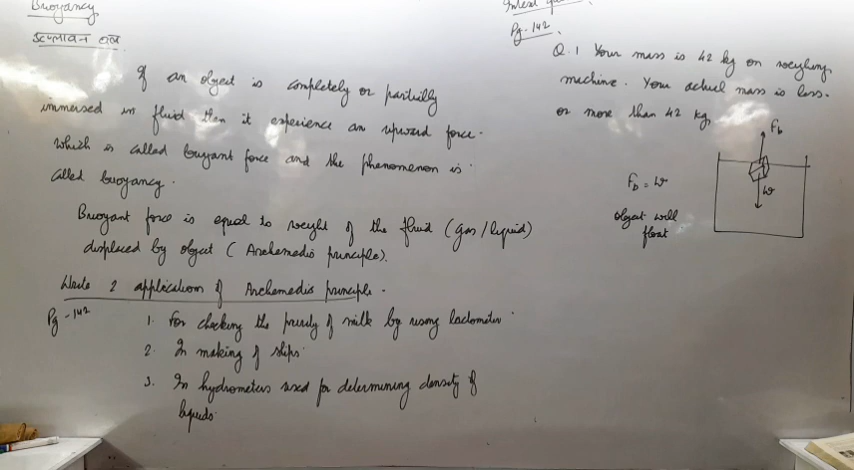 Buoyancy
उत्प्लावन बल
If an object is completely or partially
immersed in fluid then it experience an upward force.
Which is called buoyant force and the phenomenon is
called buoyancy.
Buoyant force is equal to weight of the fluid (gas/liquid)
displaced by object (Archemedis principle).
Write 2 application of Archemedis principle.
Pg-142
1. For checking the purity of milk by using lactometer
2. In making of ships
3. In hydrometers used for determining density of
liquids
Intext
Pg-142.
Q.1 Your mass is 42 kg on weighing
machine. Your actual mass is less.
or more than 42 kg
Fb
Fb = W
W
object will
float